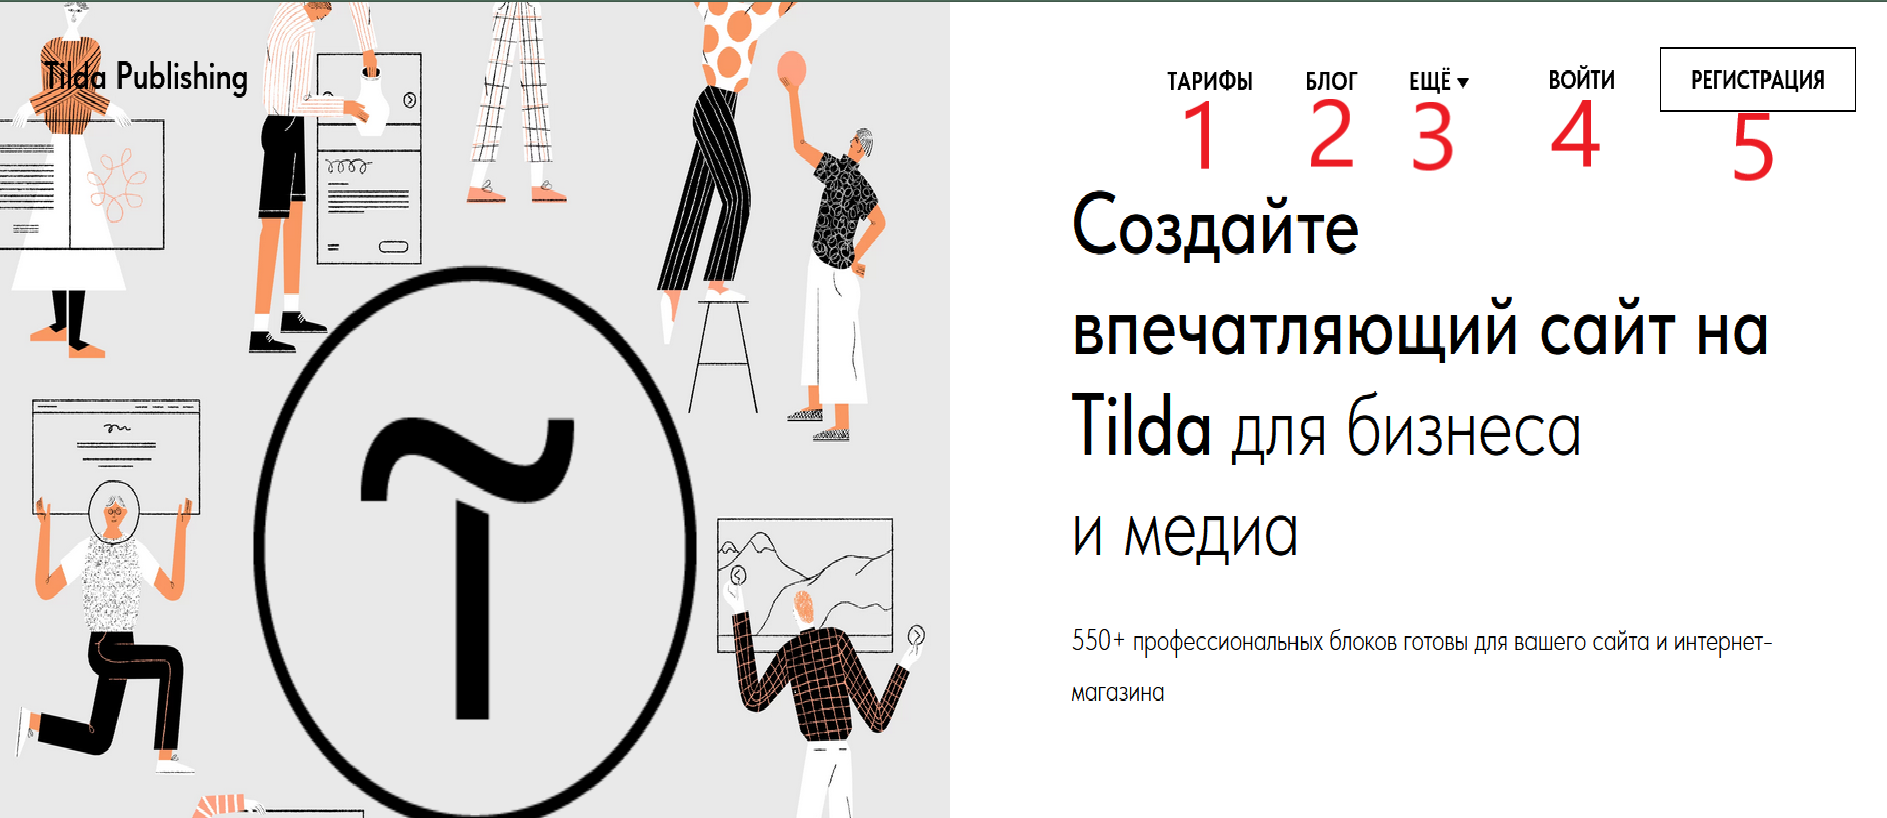 Tilda Publishing
ТАРИФЫ БЛОГ ЕЩЁ ВОЙТИ РЕГИСТРАЦИЯ
1 2 3 4 5
Создайте
впечатляющий сайт на
Tilda для бизнеса
и медиа
550+ профессиональных блоков готовы для вашего сайта и интернет-
магазина